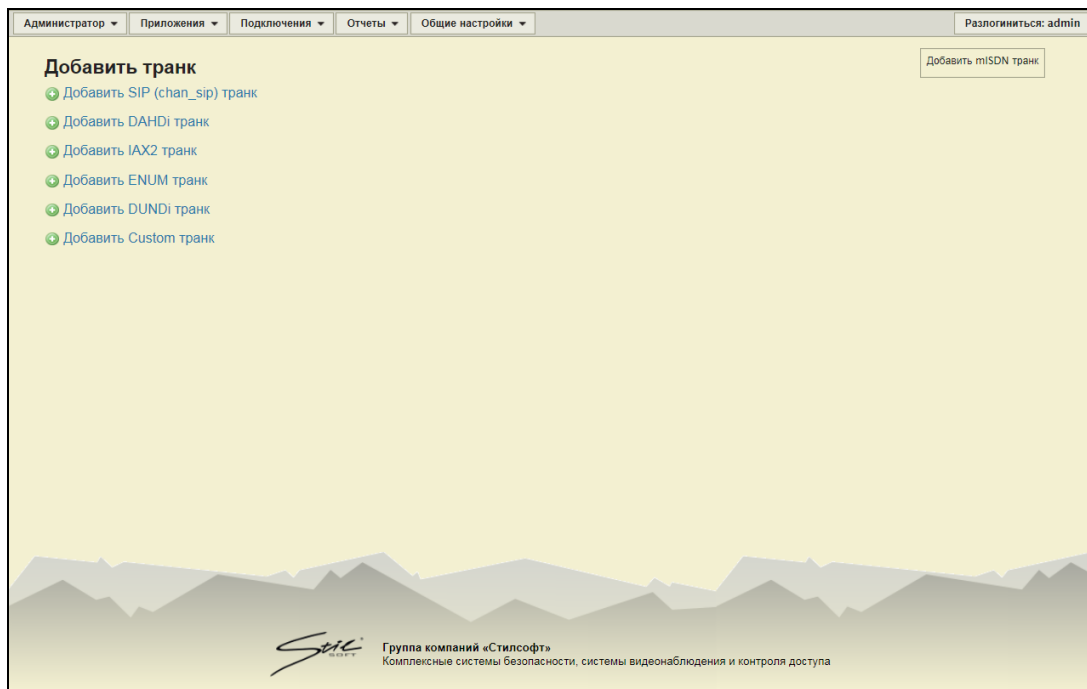 Администратор Приложения Подключения Отчеты Общие настройки Разлогиниться: admin
Добавить транк
Добавить mISDN транк
Добавить SIP (chan_sip) транк
Добавить DAHDi транк
Добавить IAX2 транк
Добавить ENUM транк
Добавить DUNDi транк
Добавить Custom транк
Stil
SOFT
Группа компаний «Стилсофт»
Комплексные системы безопасности, системы видеонаблюдения и контроля доступа